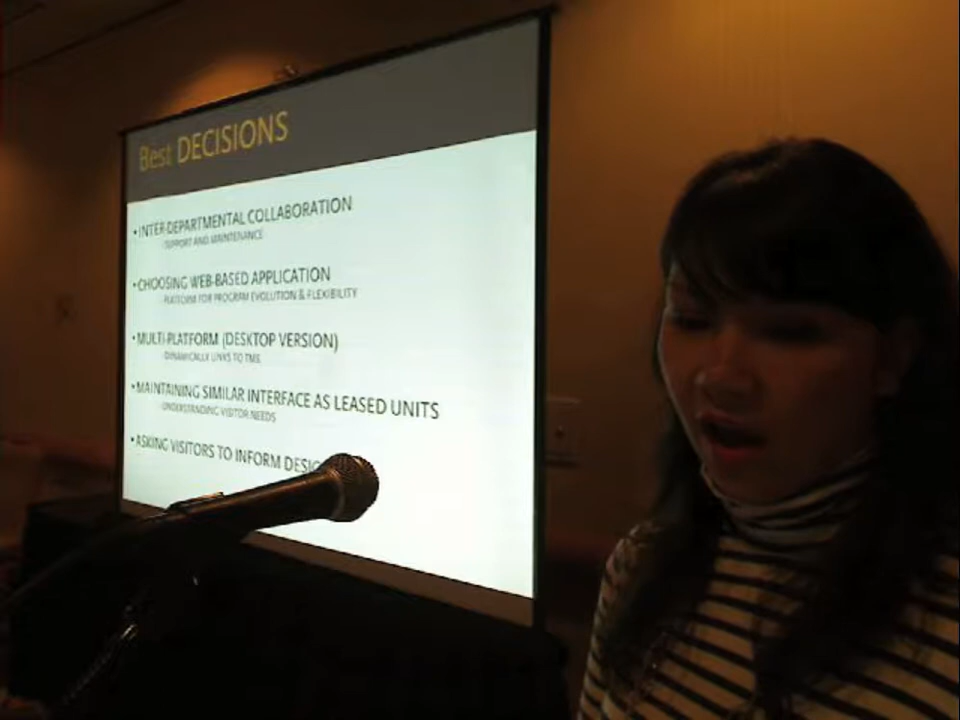 Best DECISIONS
• INTER-DEPARTMENTAL COLLABORATION
SUPPORT AND MAINTENANCE
• CHOOSING WEB-BASED APPLICATION
PLATFORM FOR PROGRAM EVOLUTION & FLEXIBILITY
• MULTI-PLATFORM (DESKTOP VERSION)
DYNAMICALLY LINKS TO TMS
• MAINTAINING SIMILAR INTERFACE AS LEASED UNITS
UNDERSTANDING VISITOR NEEDS
• ASKING VISITORS TO INFORM